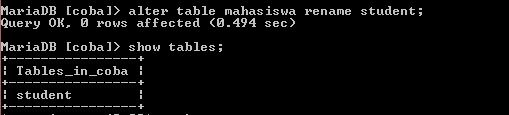 MariaDB [coba]> alter table mahasiswa rename student;
Query OK, 0 rows affected (0.494 sec)
MariaDB [coba]> show tables;
+----------------+
| Tables_in_coba |
+----------------+
| student        |
+----------------+